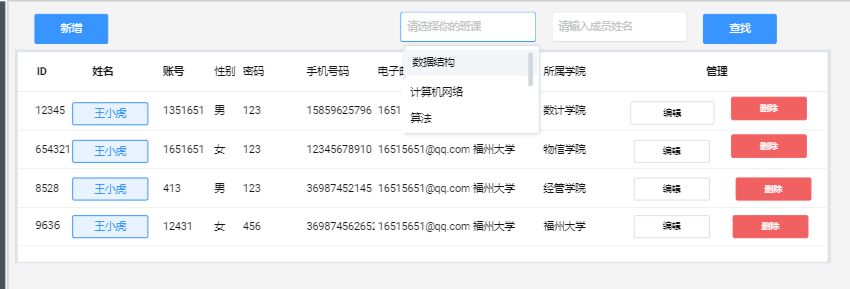 新增 请选择你的班课 请输入成员姓名 查找
数据结构
计算机网络
算法
ID 姓名 账号 性别 密码 手机号码 电子 所属学院 管理
12345 王小虎 1351651 男 123 15859625796 1651 数计学院 编辑 删除
654321 王小虎 1651651 女 123 12345678910 16515651@qq.com 福州大学 物信学院 编辑 删除
8528 王小虎 413 男 123 36987452145 16515651@qq.com 福州大学 经管学院 编辑 删除
9636 王小虎 12431 女 456 369874562652 16515651@qq.com 福州大学 福州大学 编辑 删除